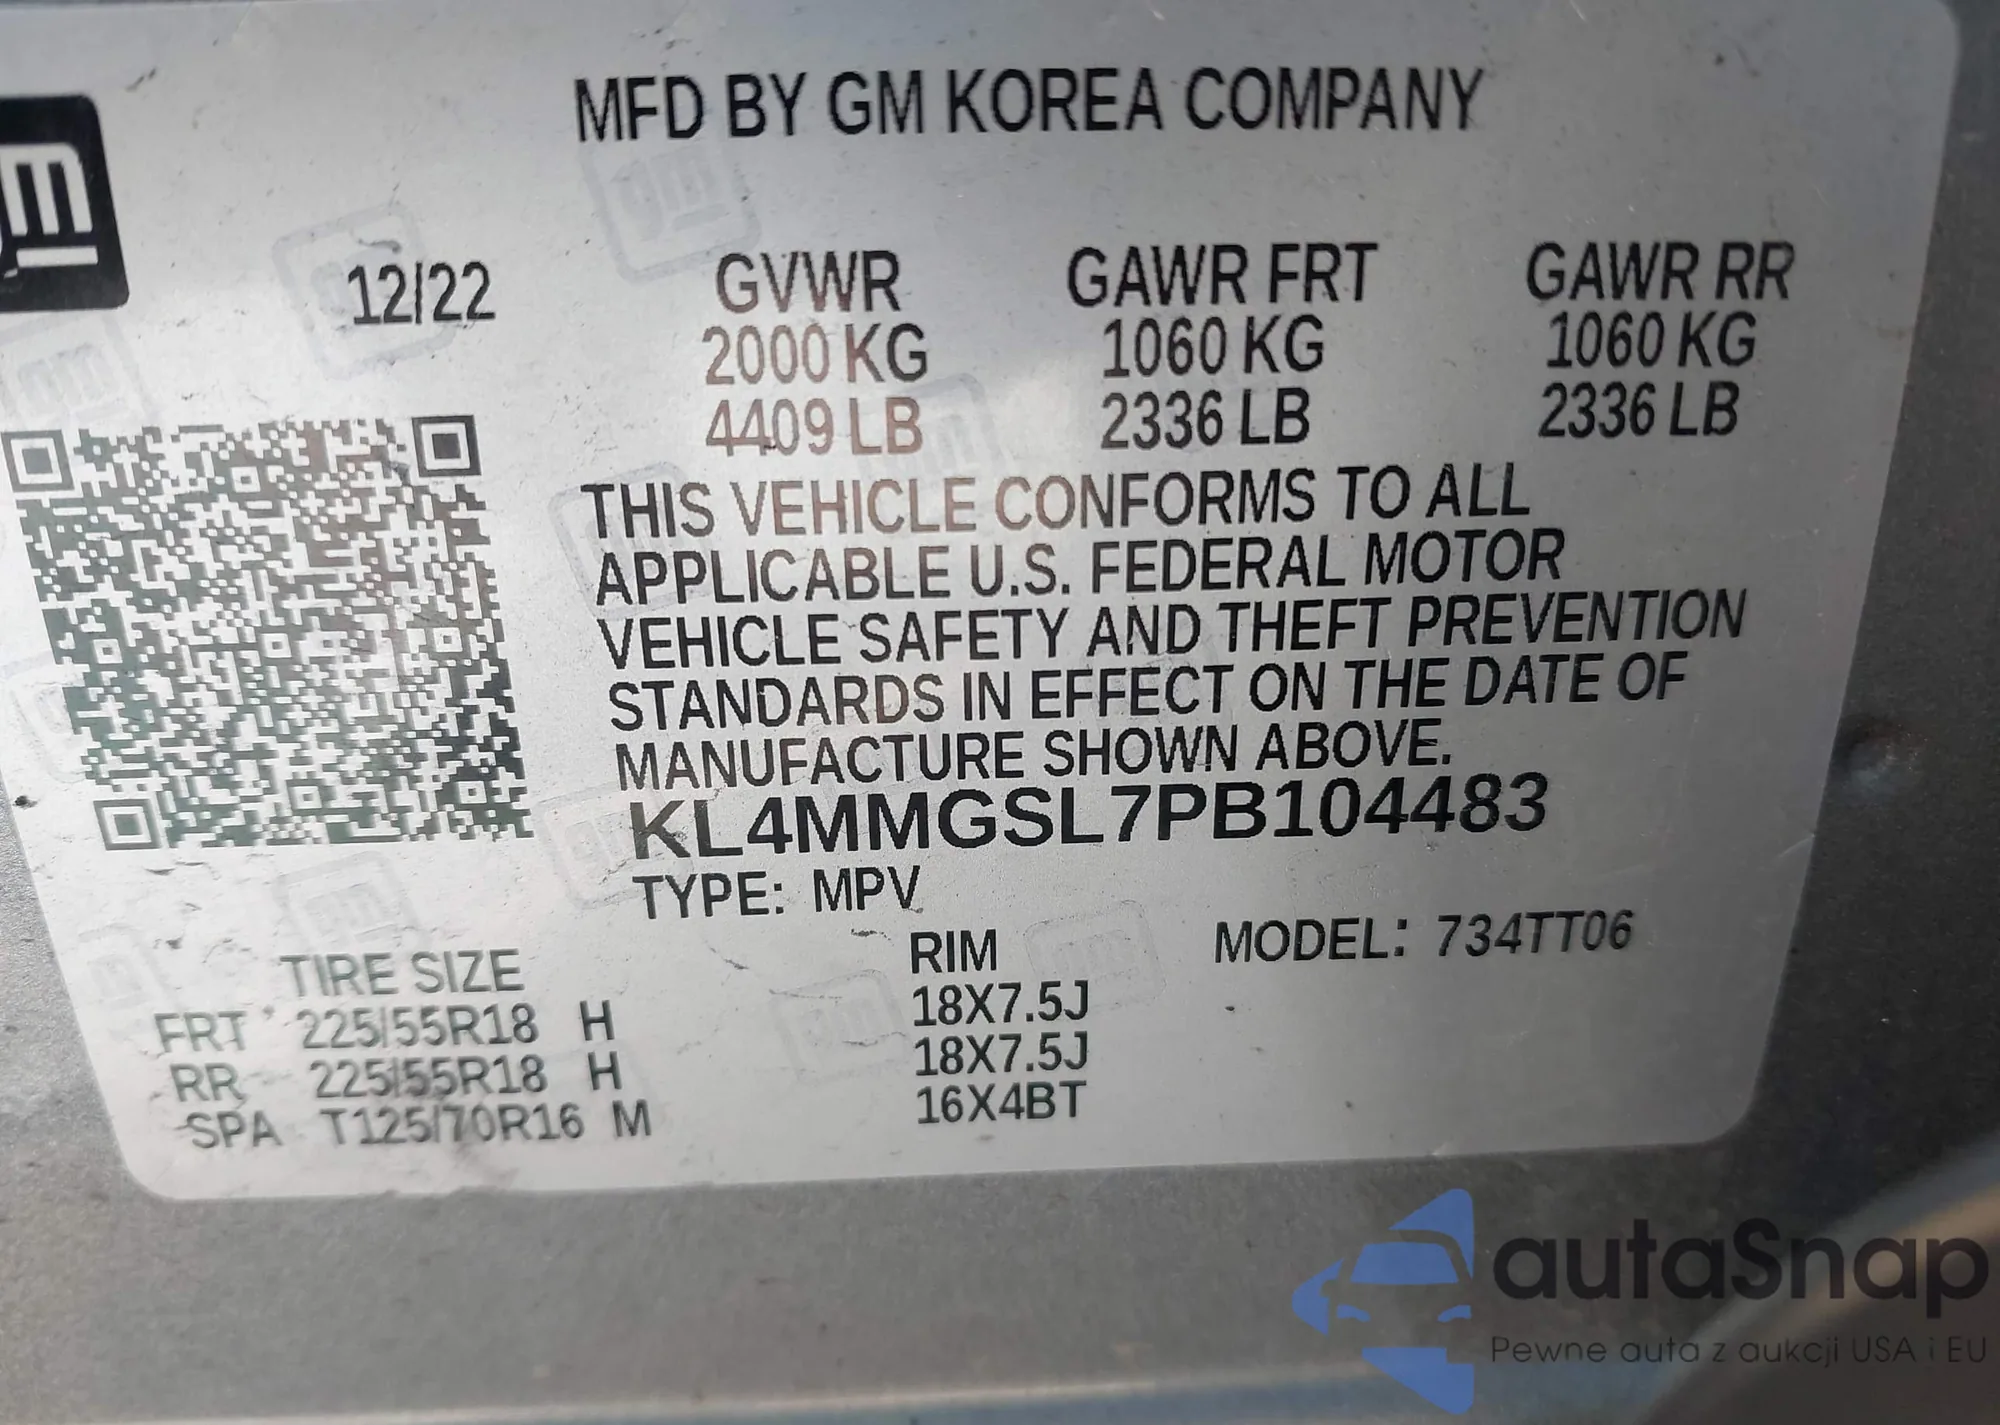 MFD BY GM KOREA COMPANY
gm
12/22
GVWR GAWR FRT GAWR RR
2000 KG 1060 KG 1060 KG
4409 LB 2336 LB 2336 LB
THIS VEHICLE CONFORMS TO ALL
APPLICABLE U.S. FEDERAL MOTOR
VEHICLE SAFETY AND THEFT PREVENTION
STANDARDS IN EFFECT ON THE DATE OF
MANUFACTURE SHOWN ABOVE.
KL4MMGSL7PB104483
TYPE: MPV
TIRE SIZE RIM MODEL: 734TT06
FRT 225/55R18 H 18X7.5J
RR 225/55R18 H 18X7.5J
SPA T125/70R16 M 16X4BT
autaSnap
Pewne auta z aukcji USA i EU